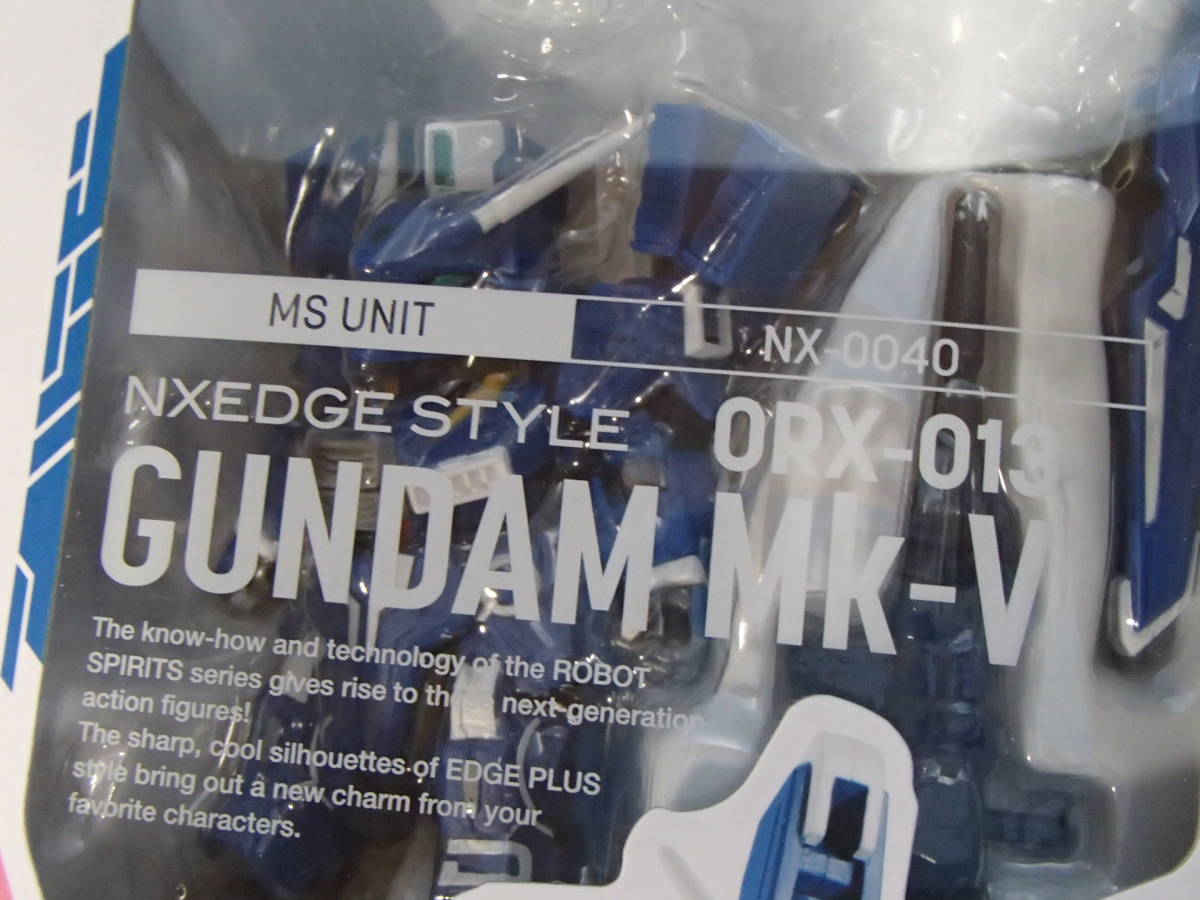 MS UNIT NX-0040
NXEDGE STYLE ORX-013
GUNDAM Mk-V
The know-how and technology of the ROBOT
SPIRITS series gives rise to these next-generation
action figures!
The sharp, cool silhouettes of EDGE PLUS
style bring out a new charm from your
favorite characters.